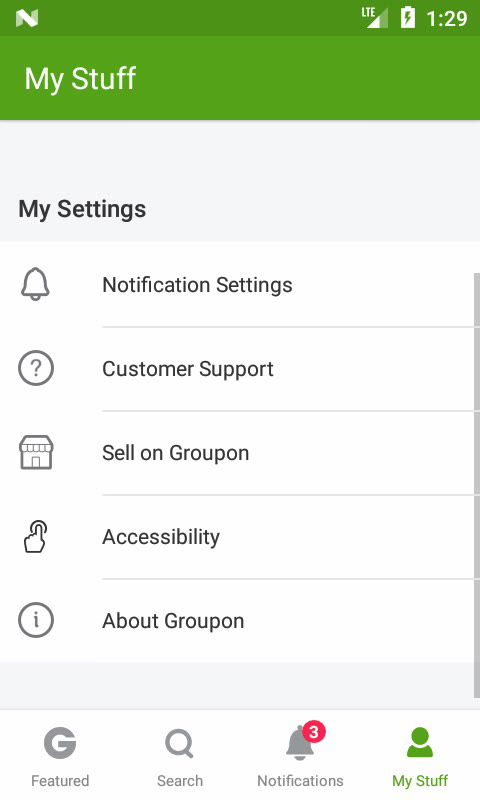 LTE 1:29
My Stuff
My Settings
Notification Settings
? Customer Support
Sell on Groupon
Accessibility
i About Groupon
3
G
Featured Search Notifications My Stuff